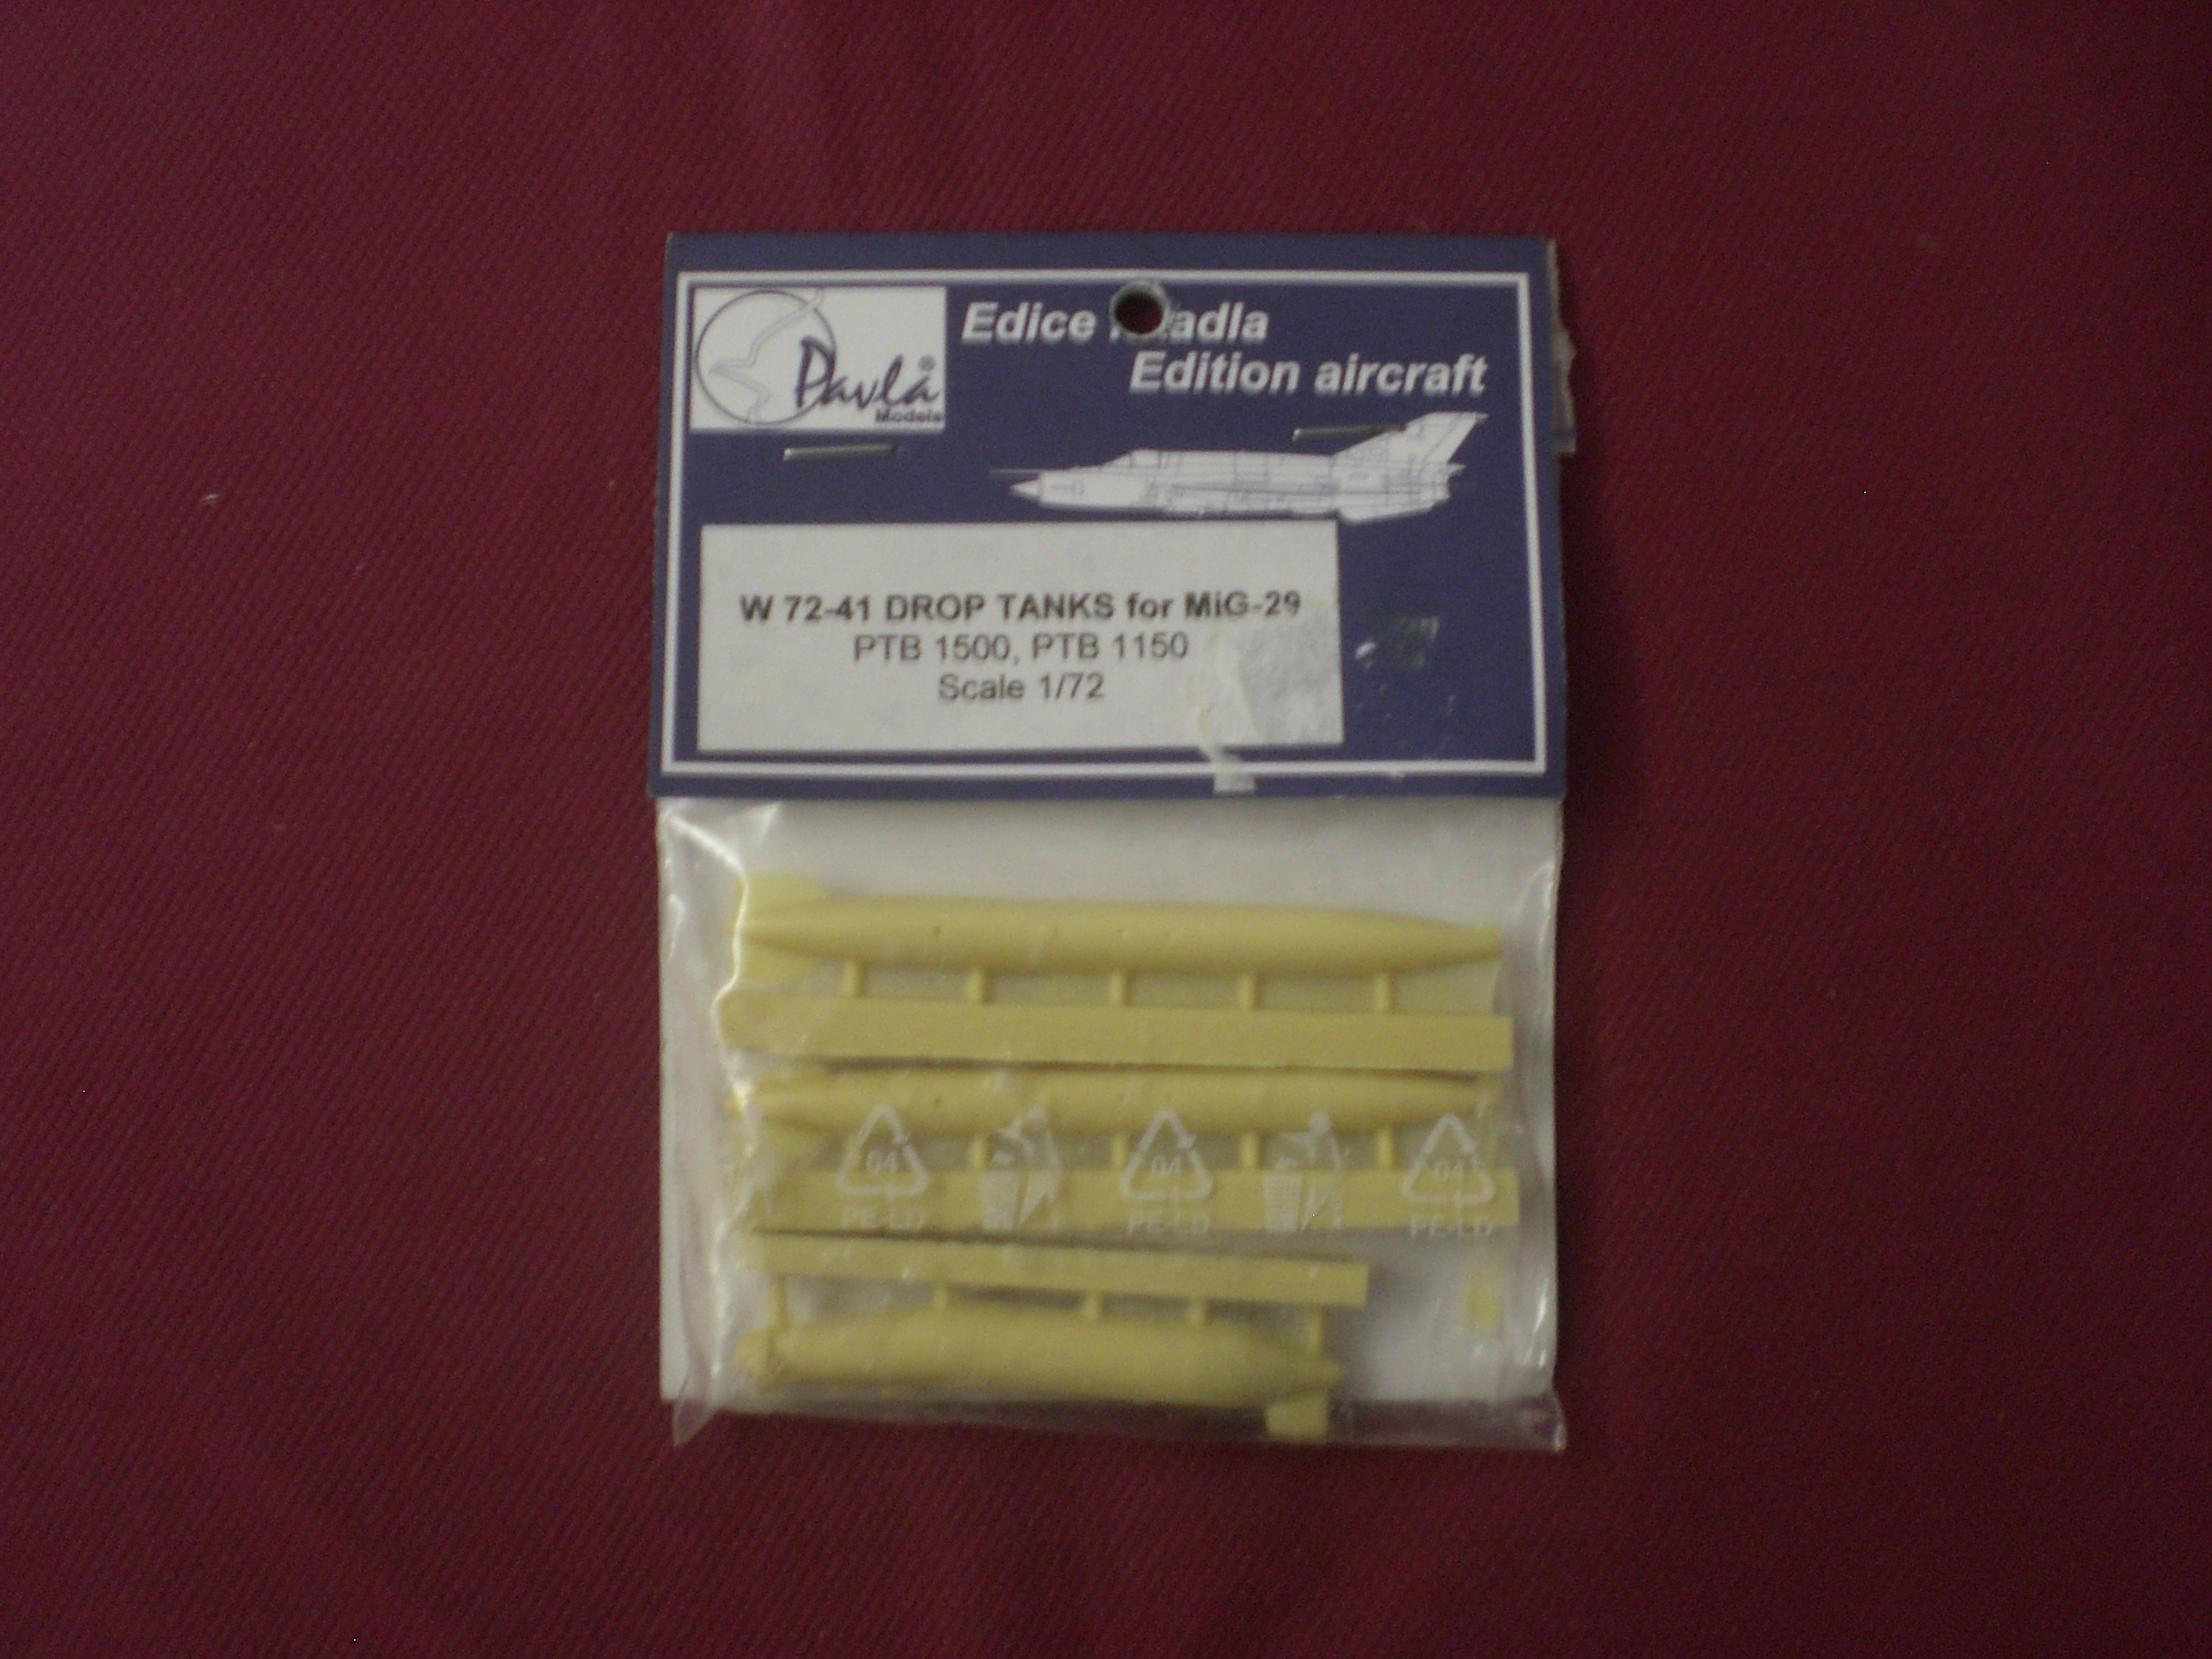 Pavla®
Models
Edice
Edition aircraft
W 72-41 DROP TANKS for MiG-29
PTB 1500, PTB 1150
Scale 1/72
04
04
04
PE-LD
PE-LD
PE-LD